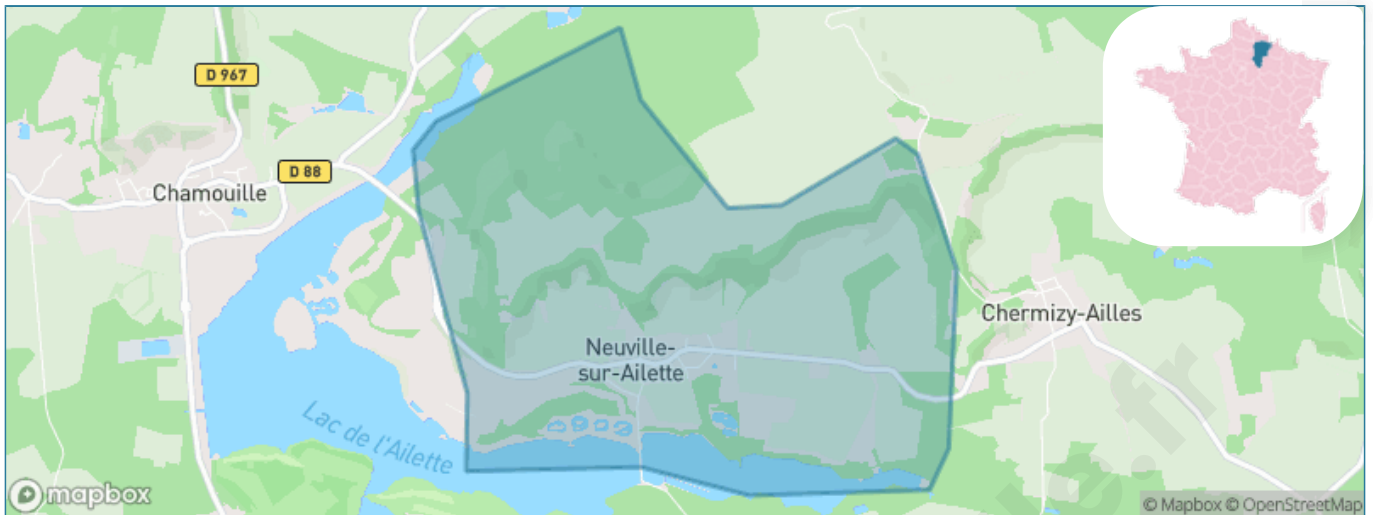 D 967
D 88
Chamouille
Chermizy-Ailles
Neuville-
sur-Ailette
Lac de l'Ailette
mapbox
© Mapbox © OpenStreetMap